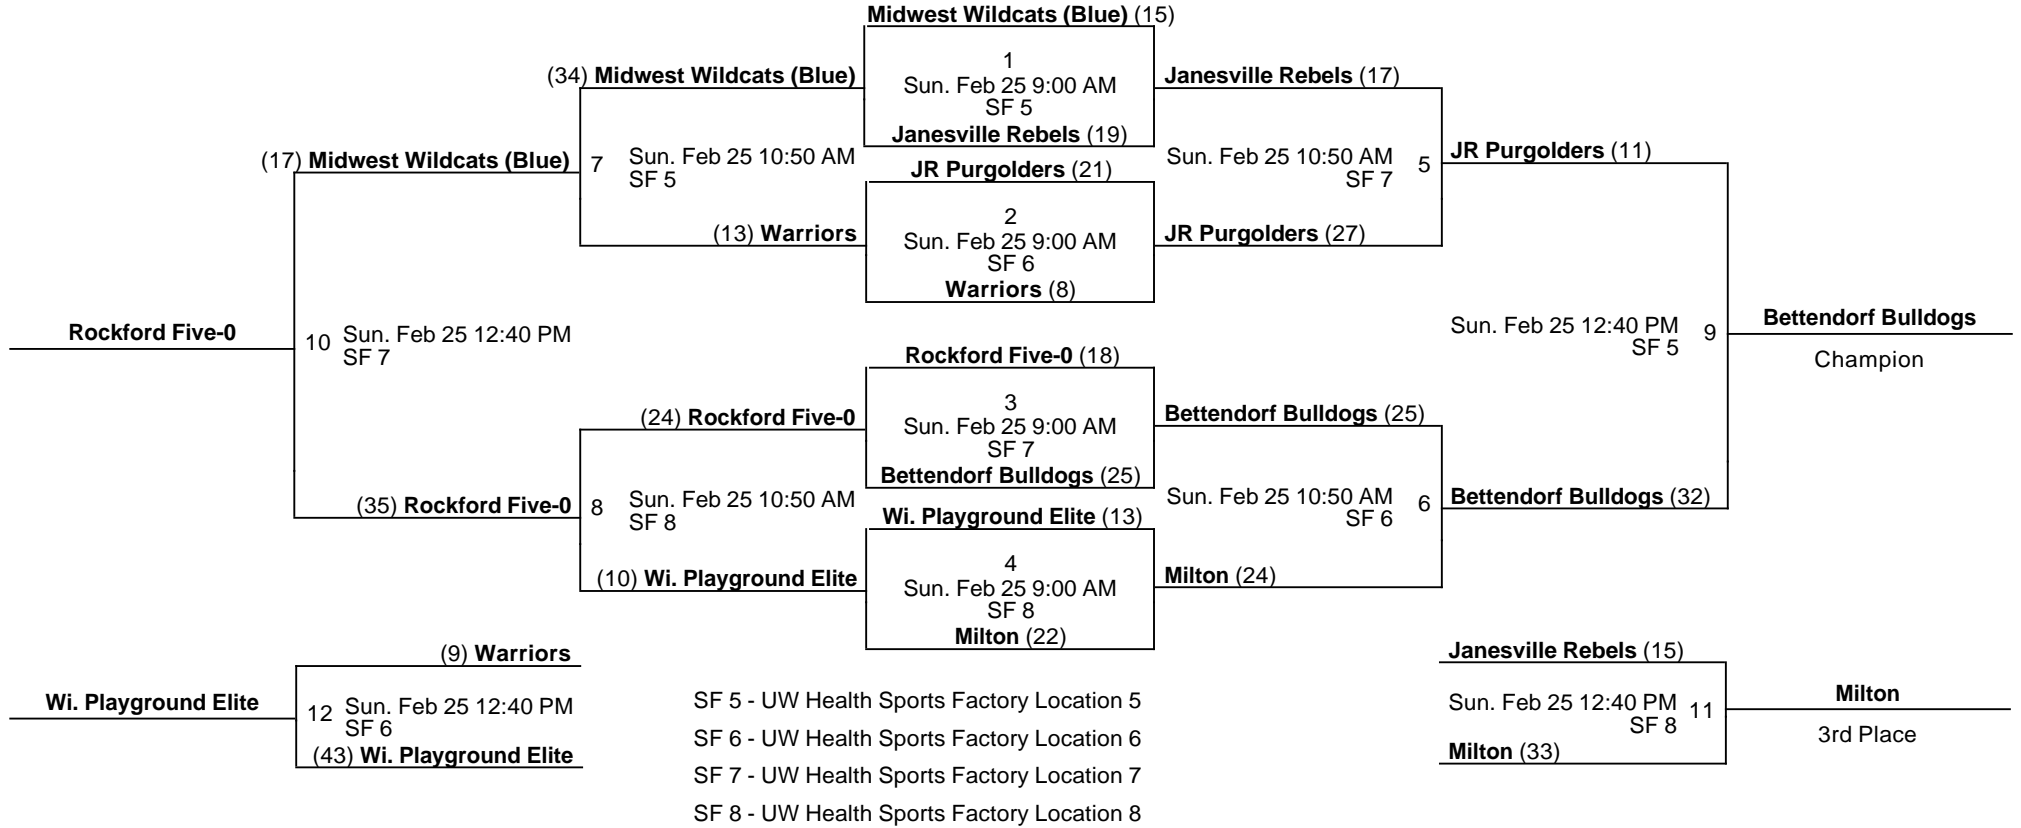 Midwest Wildcats (Blue) (15)
1
Sun. Feb 25 9:00 AM
SF 5
Janesville Rebels (19)
(34) Midwest Wildcats (Blue)
Janesville Rebels (17)
(17) Midwest Wildcats (Blue)
7 Sun. Feb 25 10:50 AM
SF 5
JR Purgolders (21)
2
Sun. Feb 25 9:00 AM
SF 6
Warriors (8)
Sun. Feb 25 10:50 AM 5
SF 7
JR Purgolders (11)
(13) Warriors
JR Purgolders (27)
Rockford Five-0
10 Sun. Feb 25 12:40 PM
SF 7
Sun. Feb 25 12:40 PM 9
SF 5
Bettendorf Bulldogs
Champion
Rockford Five-0 (18)
3
Sun. Feb 25 9:00 AM
SF 7
Bettendorf Bulldogs (25)
(24) Rockford Five-0
Bettendorf Bulldogs (25)
(35) Rockford Five-0
8 Sun. Feb 25 10:50 AM
SF 8
Wi. Playground Elite (13)
4
Sun. Feb 25 9:00 AM
SF 8
Milton (22)
Sun. Feb 25 10:50 AM 6
SF 6
Bettendorf Bulldogs (32)
(10) Wi. Playground Elite
Milton (24)
(9) Warriors
Wi. Playground Elite
12 Sun. Feb 25 12:40 PM
SF 6
(43) Wi. Playground Elite
SF 5 - UW Health Sports Factory Location 5
SF 6 - UW Health Sports Factory Location 6
SF 7 - UW Health Sports Factory Location 7
SF 8 - UW Health Sports Factory Location 8
Janesville Rebels (15)
Sun. Feb 25 12:40 PM 11
SF 8
Milton (33)
Milton
3rd Place